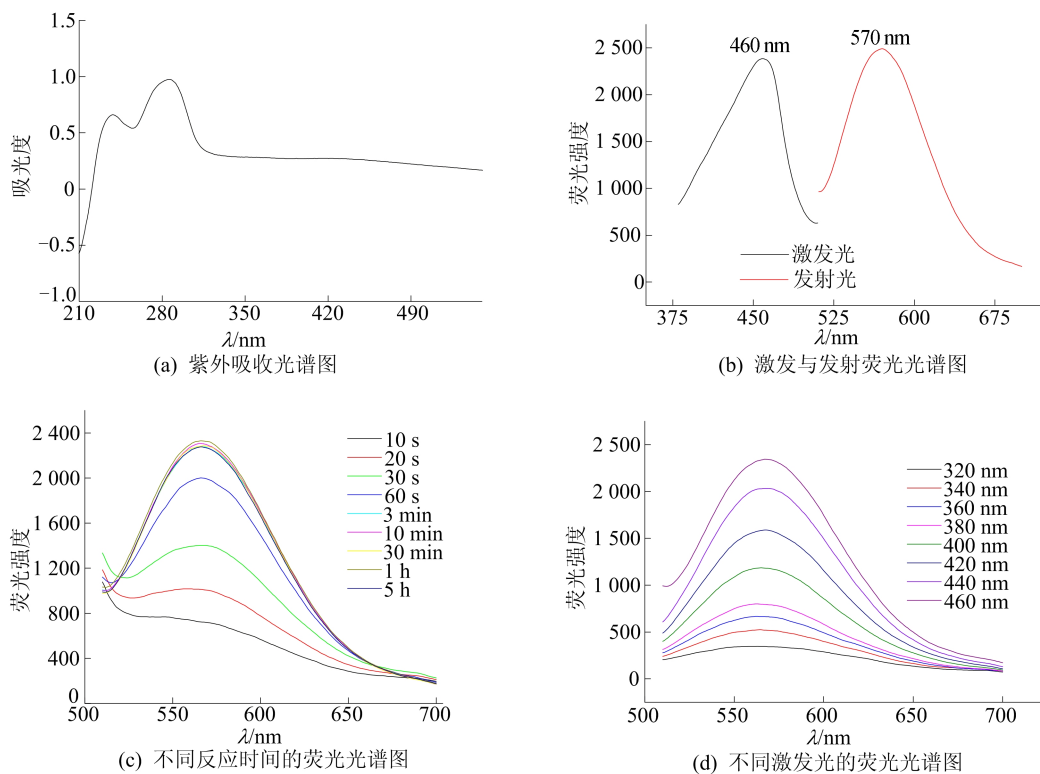 1.5
1.0
0.5
0
−0.5
−1.0
吸光度
210 280 350 420 490
λ/nm
(a) 紫外吸收光谱图
460 nm
570 nm
2 500
2 000
1 500
1 000
500
0
荧光强度
激发光
发射光
375 450 525 600 675
λ/nm
(b) 激发与发射荧光光谱图
2 400
2 000
1 600
1 200
800
400
0
荧光强度
10 s
20 s
30 s
60 s
3 min
10 min
30 min
1 h
5 h
500 550 600 650 700
λ/nm
(c) 不同反应时间的荧光光谱图
2 500
2 000
1 500
1 000
500
0
荧光强度
320 nm
340 nm
360 nm
380 nm
400 nm
420 nm
440 nm
460 nm
500 550 600 650 700
λ/nm
(d) 不同激发光的荧光光谱图